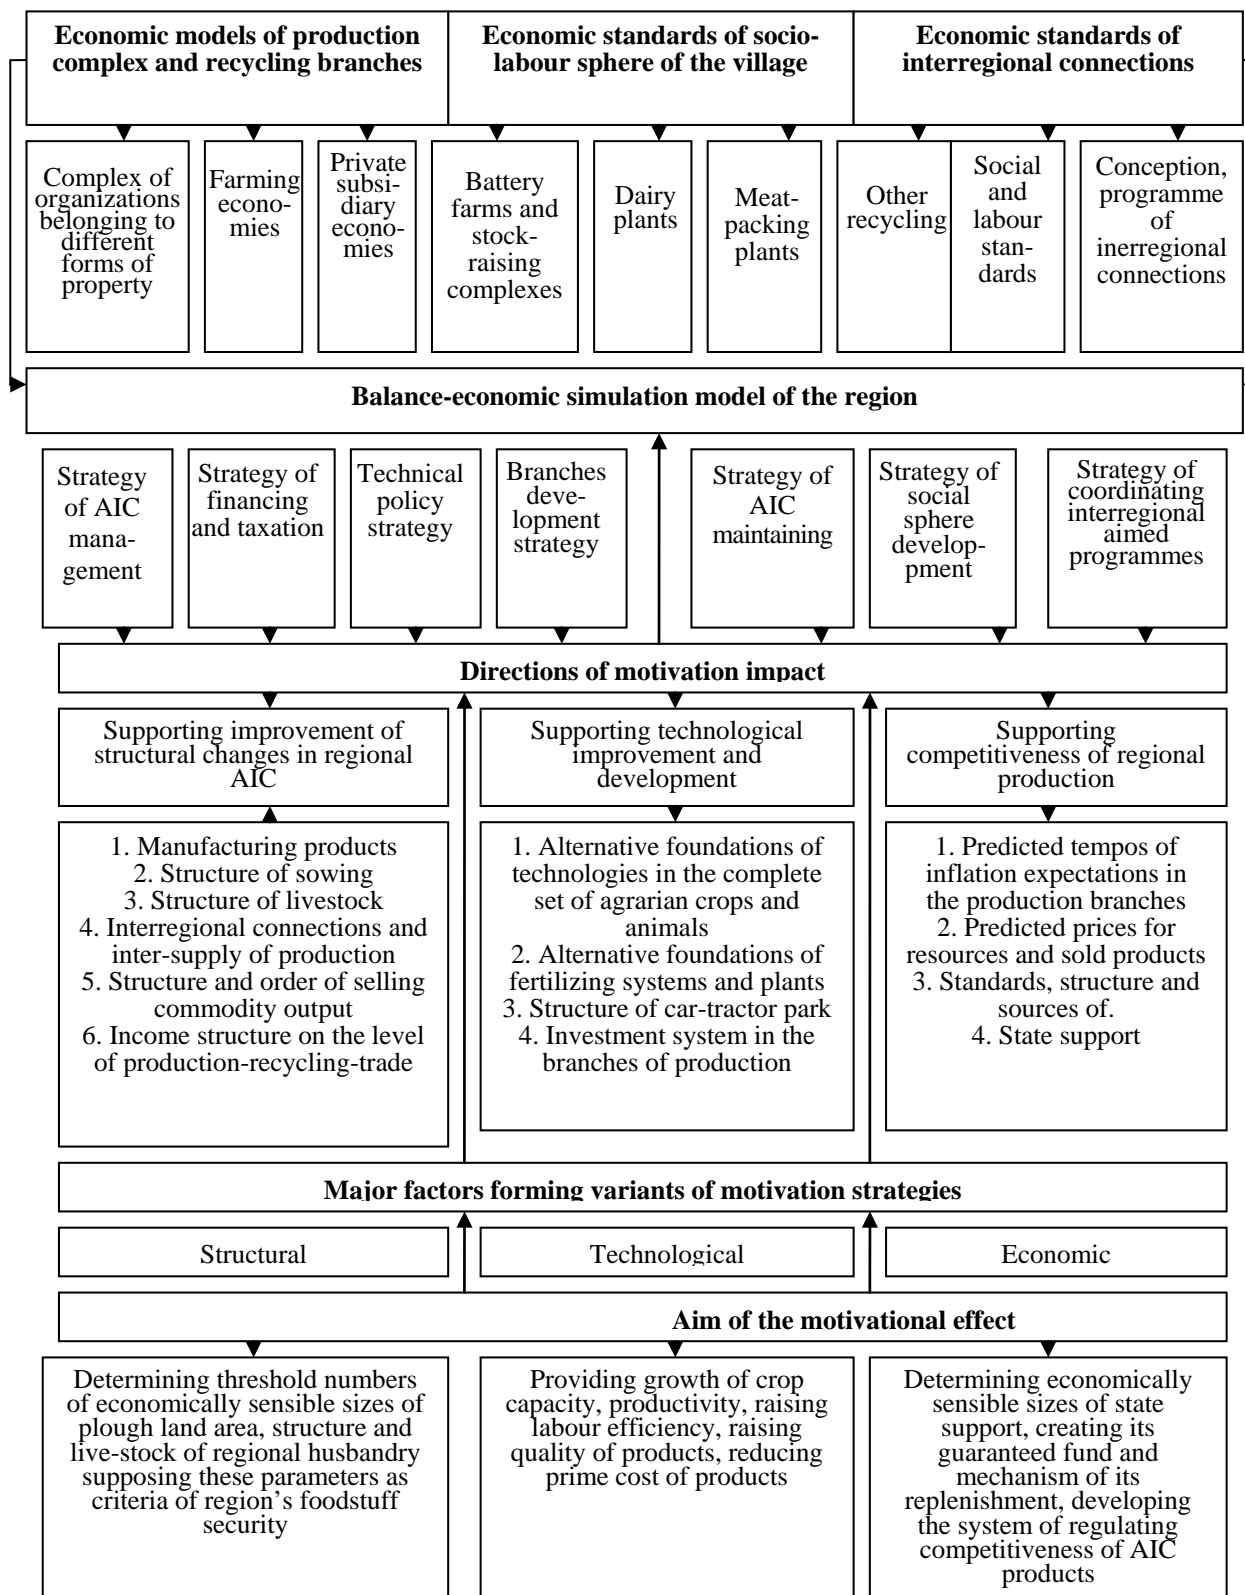 Economic models of production
complex and recycling branches
Economic standards of socio-
labour sphere of the village
Economic standards of
interregional connections
Complex of
organizations
belonging to
different
forms of
property
Farming
econo-
mies
Private
subsi-
diary
econo-
mies
Battery
farms and
stock-
raising
complexes
Dairy
plants
Meat-
packing
plants
Other
recycling
Social
and
labour
stan-
dards
Conception,
programme
of
inerregional
connections
Balance-economic simulation model of the region
Strategy
of AIC
mana-
gement
Strategy of
financing
and taxation
Technical
policy
strategy
Branches
deve-
lopment
strategy
Strategy of
AIC
maintaining
Strategy of
social
sphere
develop-
pment
Strategy of
coordinating
interregional
aimed
programmes
Directions of motivation impact
Supporting improvement of
structural changes in regional
AIC
Supporting technological
improvement and
development
Supporting
competitiveness of regional
production
1. Manufacturing products
2. Structure of sowing
3. Structure of livestock
4. Interregional connections and
inter-supply of production
5. Structure and order of selling
commodity output
6. Income structure on the level
of production-recycling-trade
1. Alternative foundations of
technologies in the complete
set of agrarian crops and
animals
2. Alternative foundations of
fertilizing systems and plants
3. Structure of car-tractor park
4. Investment system in the
branches of production
1. Predicted tempos of
inflation expectations in
the production branches
2. Predicted prices for
resources and sold products
3. Standards, structure and
sources of.
4. State support
Major factors forming variants of motivation strategies
Structural
Technological
Economic
Aim of the motivational effect
Determining threshold numbers
of economically sensible sizes of
plough land area, structure and
live-stock of regional husbandry
supposing these parameters as
criteria of region’s foodstuff
security
Providing growth of crop
capacity, productivity, raising
labour efficiency, raising
quality of products, reducing
prime cost of products
Determining economically
sensible sizes of state
support, creating its
guaranteed fund and
mechanism of its
replenishment, developing
the system of regulating
competitiveness of AIC
products